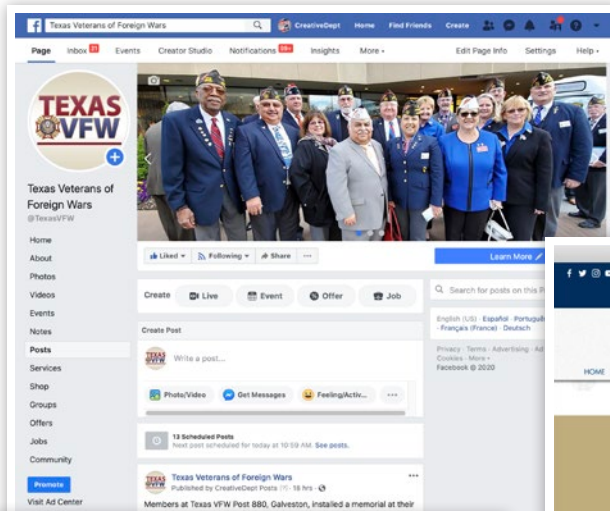 Texas Veterans of Foreign Wars
CreativeDept Home Find Friends Create
Page Inbox 21 Events Creator Studio Notifications Insights More Edit Page Info Settings Help
TEXAS
VFW
Texas Veterans of
Foreign Wars
@TexasVFW
Home
About
Photos
Videos
Events
Notes
Posts
Services
Shop
Groups
Offers
Jobs
Community
Promote
Visit Ad Center
Liked Following Share ...
Learn More
Create Live Event Offer Job
Create Post
TEXAS
Write a post...
Photo/Video Get Messages Feeling/Activ... ...
13 Scheduled Posts
Next post scheduled for today at 10:59 AM. See posts.
TEXAS
Texas Veterans of Foreign Wars ...
Published by CreativeDept Posts · 18 hrs ·
Members at Texas VFW Post 880, Galveston, installed a memorial at their
Search for posts on this
English (US) · Español · Portuguê
· Français (France) · Deutsch
Privacy · Terms · Advertising · Ad
Cookies · More
Facebook © 2020
HOME